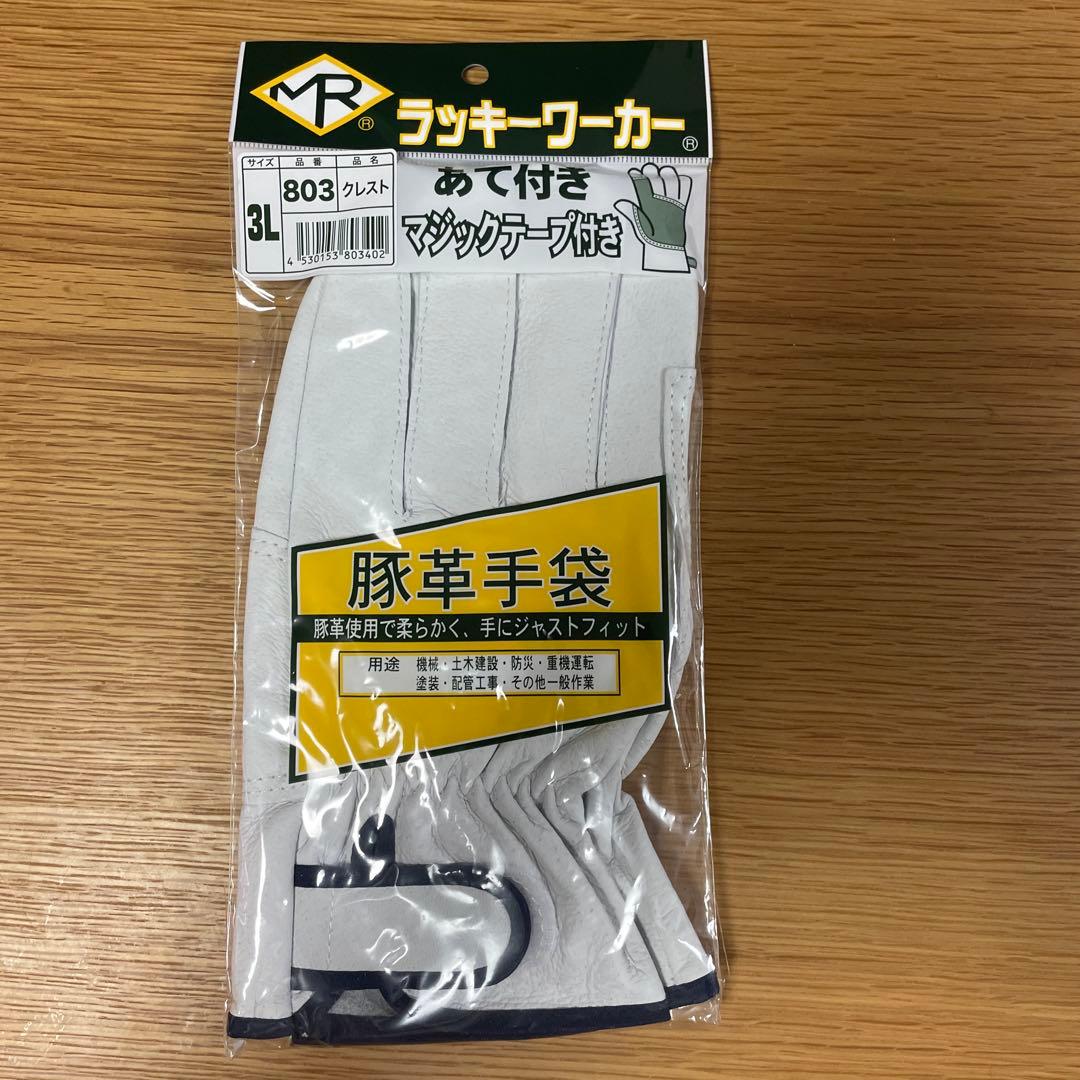 MR®
ラッキーワーカー®
サイズ 品番 品名
3L 803 クレスト
4 530153 803402
あて付き
マジックテープ付き
豚革手袋
豚革使用で柔らかく、手にジャストフィット
用途 機械・土木建設・防災・重機運転
塗装・配管工事・その他一般作業